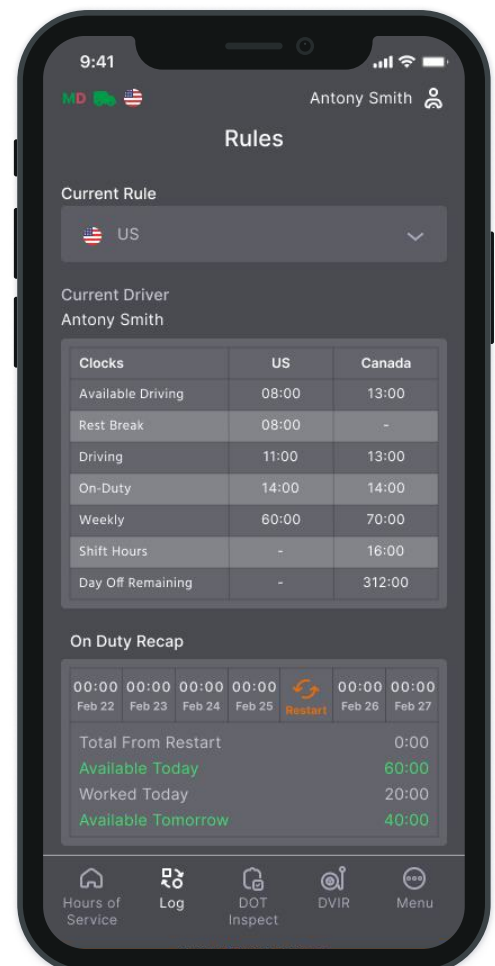 9:41
MD
Antony Smith
Rules
Current Rule
US
Current Driver
Antony Smith
Clocks US Canada
Available Driving 08:00 13:00
Rest Break 08:00 -
Driving 11:00 13:00
On-Duty 14:00 14:00
Weekly 60:00 70:00
Shift Hours - 16:00
Day Off Remaining - 312:00
On Duty Recap
00:00 00:00 00:00 00:00 00:00 00:00
Feb 22 Feb 23 Feb 24 Feb 25 Restart Feb 26 Feb 27
Total From Restart 0:00
Available Today 60:00
Worked Today 20:00
Available Tomorrow 40:00
Hours of Service
Log
DOT Inspect
DVIR
Menu